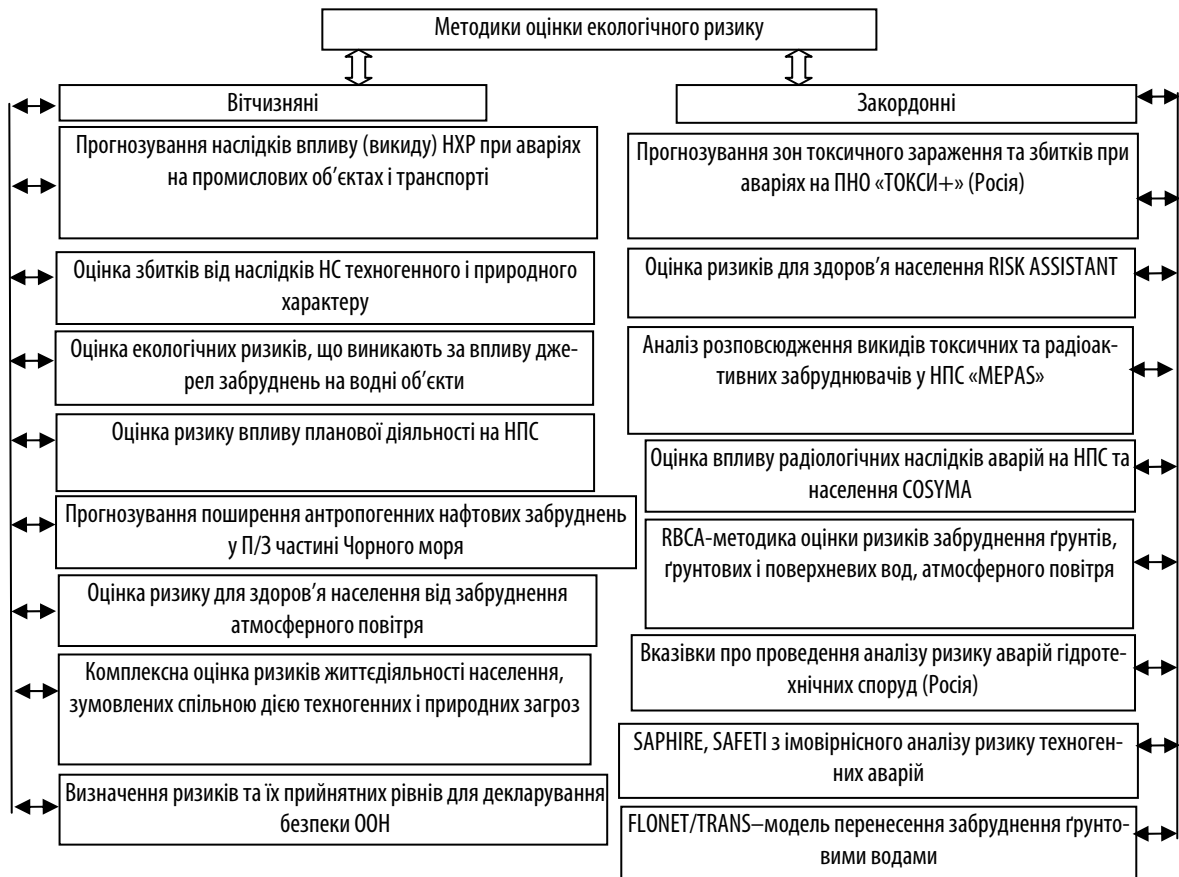 Методики оцінки екологічного ризику
Вітчизняні
Прогнозування наслідків впливу (викиду) НХР при аваріях
на промислових об’єктах і транспорті
Оцінка збитків від наслідків НС техногенного і природного
характеру
Оцінка екологічних ризиків, що виникають за впливу дже-
рел забруднень на водні об’єкти
Оцінка ризику впливу планової діяльності на НПС
Прогнозування поширення антропогенних нафтових забруднень
у П/З частині Чорного моря
Оцінка ризику для здоров’я населення від забруднення
атмосферного повітря
Комплексна оцінка ризиків життєдіяльності населення,
зумовлених спільною дією техногенних і природних загроз
Визначення ризиків та їх прийнятних рівнів для декларування
безпеки ООН
Закордонні
Прогнозування зон токсичного зараження та збитків при
аваріях на ПНО «ТОКСИ+» (Росія)
Оцінка ризиків для здоров’я населення RISK ASSISTANT
Аналіз розповсюдження викидів токсичних та радіоак-
тивних забруднювачів у НПС «MEPAS»
Оцінка впливу радіологічних наслідків аварій на НПС та
населення COSYMA
RBCA-методика оцінки ризиків забруднення ґрунтів,
ґрунтових і поверхневих вод, атмосферного повітря
Вказівки про проведення аналізу ризику аварій гідроте-
хнічних споруд (Росія)
SAPHIRE, SAFETI з імовірнісного аналізу ризику техноген-
них аварій
FLONET/TRANS–модель перенесення забруднення ґрунто-
вими водами